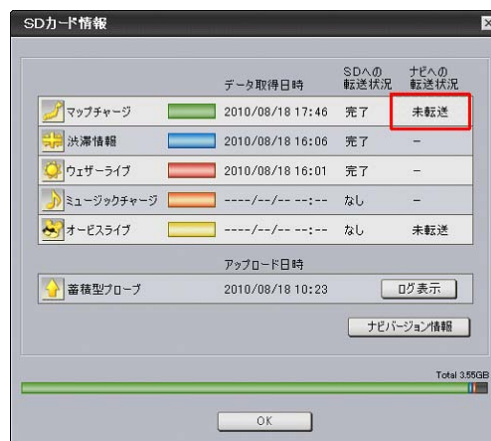 SDカード情報
データ取得日時 SDへの転送状況 ナビへの転送状況
マップチャージ 2010/08/18 17:46 完了 未転送
渋滞情報 2010/08/18 16:06 完了 －
ウェザーライブ 2010/08/18 16:01 完了 －
ミュージックチャージ ----/--/-- --:-- なし －
オービスライブ ----/--/-- --:-- なし 未転送
アップロード日時
蓄積型プローブ 2010/08/18 10:23 ログ表示
ナビバージョン情報
Total 3.55GB
OK